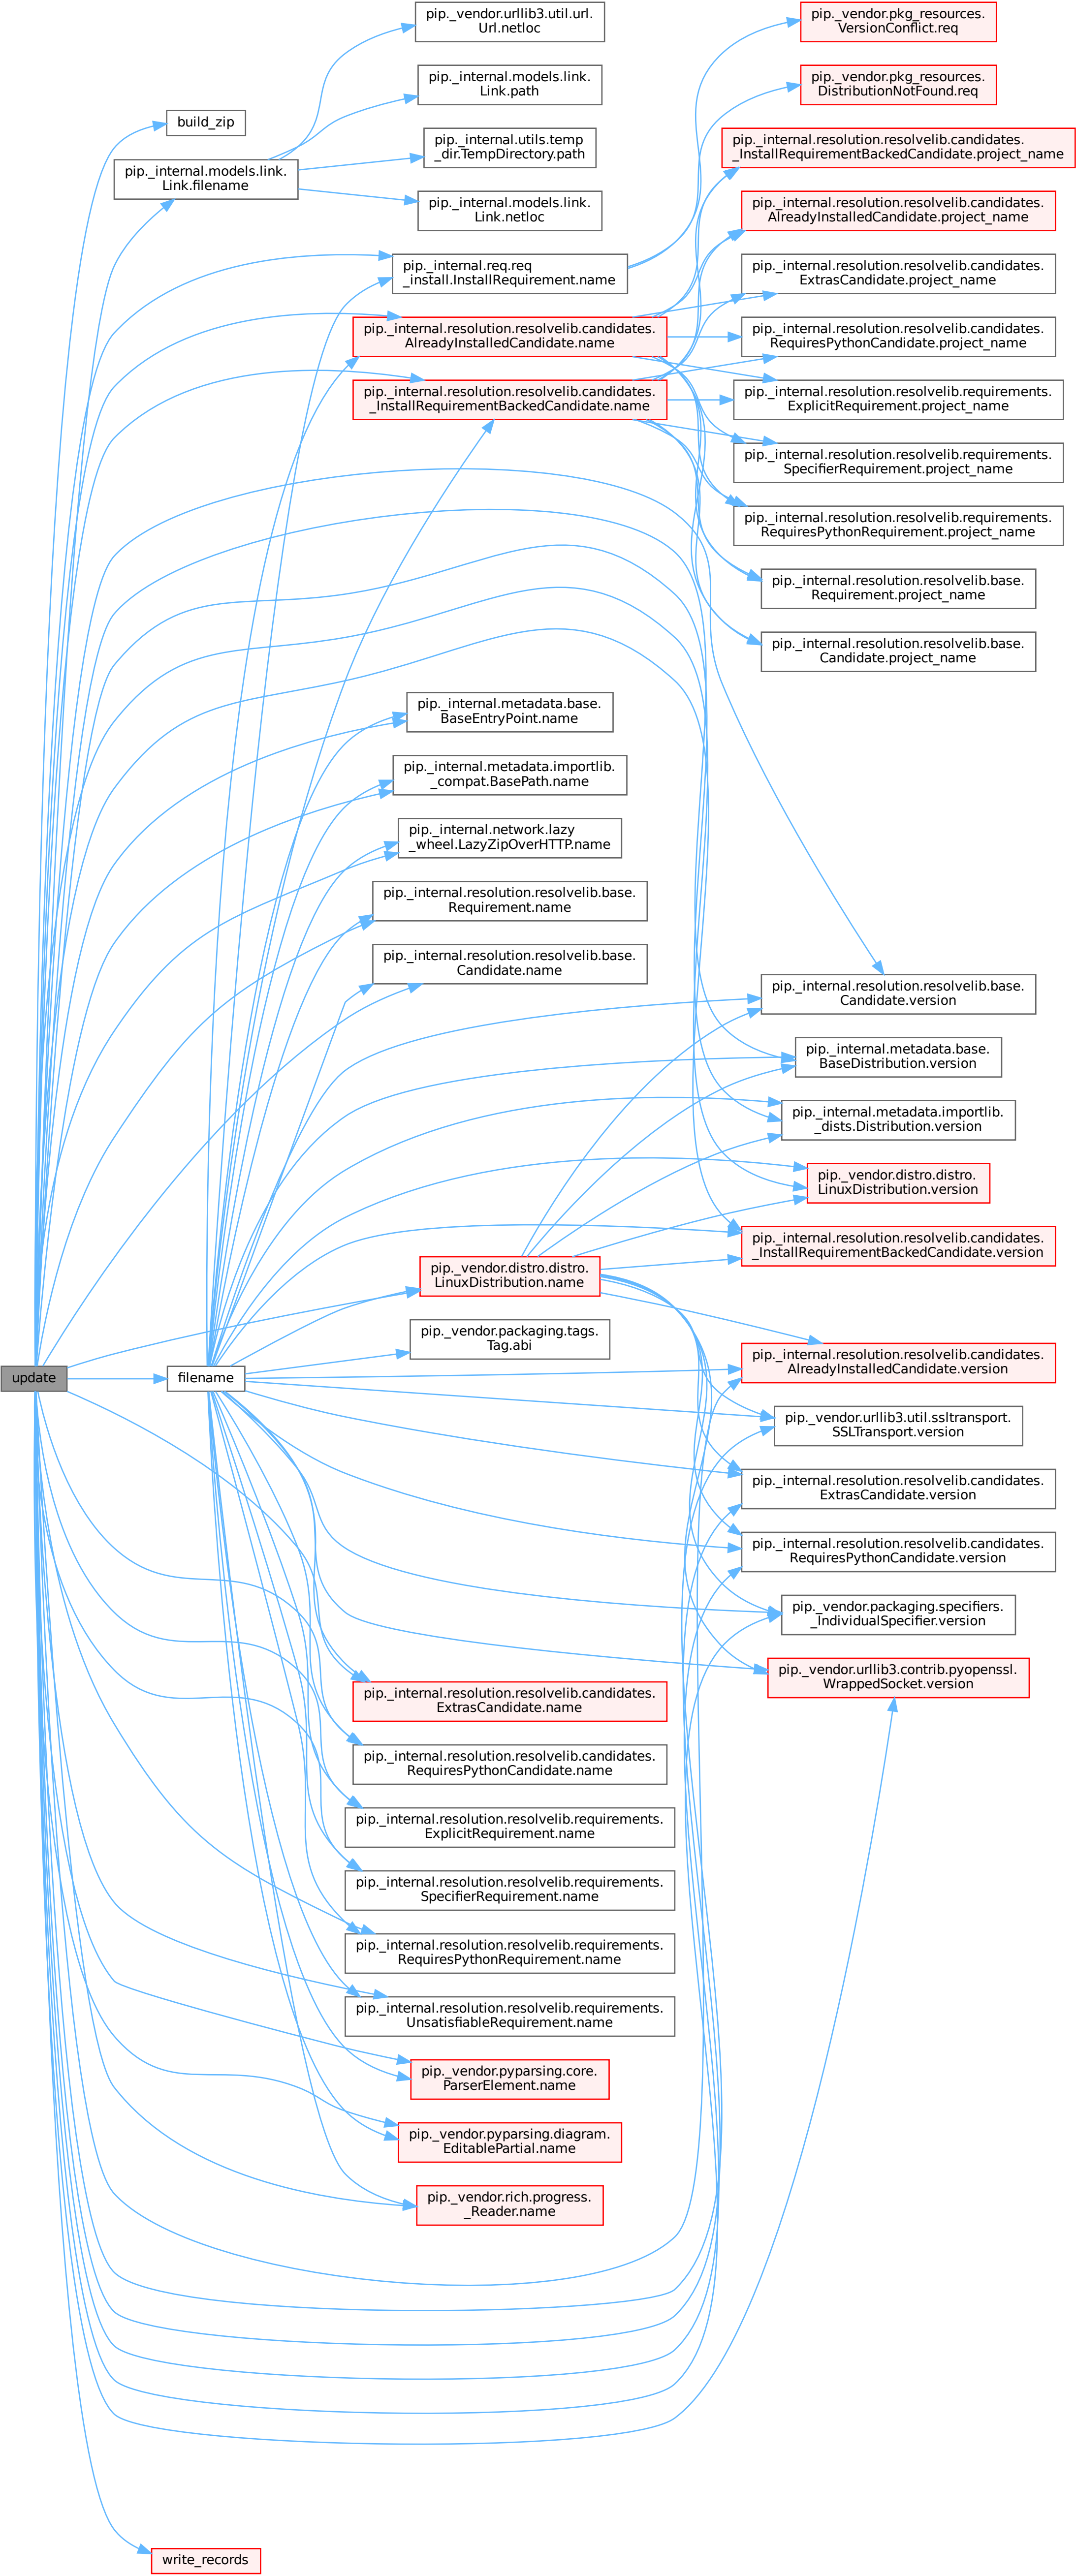 pip._vendor.urllib3.util.url.
Url.netloc
pip._vendor.pkg_resources.
VersionConflict.req
pip._internal.models.link.
Link.path
pip._vendor.pkg_resources.
DistributionNotFound.req
build_zip
pip._internal.utils.temp
_dir.TempDirectory.path
pip._internal.resolution.resolvelib.candidates.
_InstallRequirementBackedCandidate.project_name
pip._internal.models.link.
Link.filename
pip._internal.models.link.
Link.netloc
pip._internal.resolution.resolvelib.candidates.
AlreadyInstalledCandidate.project_name
pip._internal.req.req
_install.InstallRequirement.name
pip._internal.resolution.resolvelib.candidates.
ExtrasCandidate.project_name
pip._internal.resolution.resolvelib.candidates.
AlreadyInstalledCandidate.name
pip._internal.resolution.resolvelib.candidates.
RequiresPythonCandidate.project_name
pip._internal.resolution.resolvelib.candidates.
_InstallRequirementBackedCandidate.name
pip._internal.resolution.resolvelib.requirements.
ExplicitRequirement.project_name
pip._internal.resolution.resolvelib.requirements.
SpecifierRequirement.project_name
pip._internal.resolution.resolvelib.requirements.
RequiresPythonRequirement.project_name
pip._internal.resolution.resolvelib.base.
Requirement.project_name
pip._internal.resolution.resolvelib.base.
Candidate.project_name
pip._internal.metadata.base.
BaseEntryPoint.name
pip._internal.metadata.importlib.
_compat.BasePath.name
pip._internal.network.lazy
_wheel.LazyZipOverHTTP.name
pip._internal.resolution.resolvelib.base.
Requirement.name
pip._internal.resolution.resolvelib.base.
Candidate.name
pip._internal.resolution.resolvelib.base.
Candidate.version
pip._internal.metadata.base.
BaseDistribution.version
pip._internal.metadata.importlib.
_dists.Distribution.version
pip._vendor.distro.distro.
LinuxDistribution.version
pip._internal.resolution.resolvelib.candidates.
_InstallRequirementBackedCandidate.version
pip._vendor.distro.distro.
LinuxDistribution.name
pip._vendor.packaging.tags.
Tag.abi
pip._internal.resolution.resolvelib.candidates.
AlreadyInstalledCandidate.version
update
filename
pip._vendor.urllib3.util.ssltransport.
SSLTransport.version
pip._internal.resolution.resolvelib.candidates.
ExtrasCandidate.version
pip._internal.resolution.resolvelib.candidates.
RequiresPythonCandidate.version
pip._vendor.packaging.specifiers.
_IndividualSpecifier.version
pip._vendor.urllib3.contrib.pyopenssl.
WrappedSocket.version
pip._internal.resolution.resolvelib.candidates.
ExtrasCandidate.name
pip._internal.resolution.resolvelib.candidates.
RequiresPythonCandidate.name
pip._internal.resolution.resolvelib.requirements.
ExplicitRequirement.name
pip._internal.resolution.resolvelib.requirements.
SpecifierRequirement.name
pip._internal.resolution.resolvelib.requirements.
RequiresPythonRequirement.name
pip._internal.resolution.resolvelib.requirements.
UnsatisfiableRequirement.name
pip._vendor.pyparsing.core.
ParserElement.name
pip._vendor.pyparsing.diagram.
EditablePartial.name
pip._vendor.rich.progress.
_Reader.name
write_records